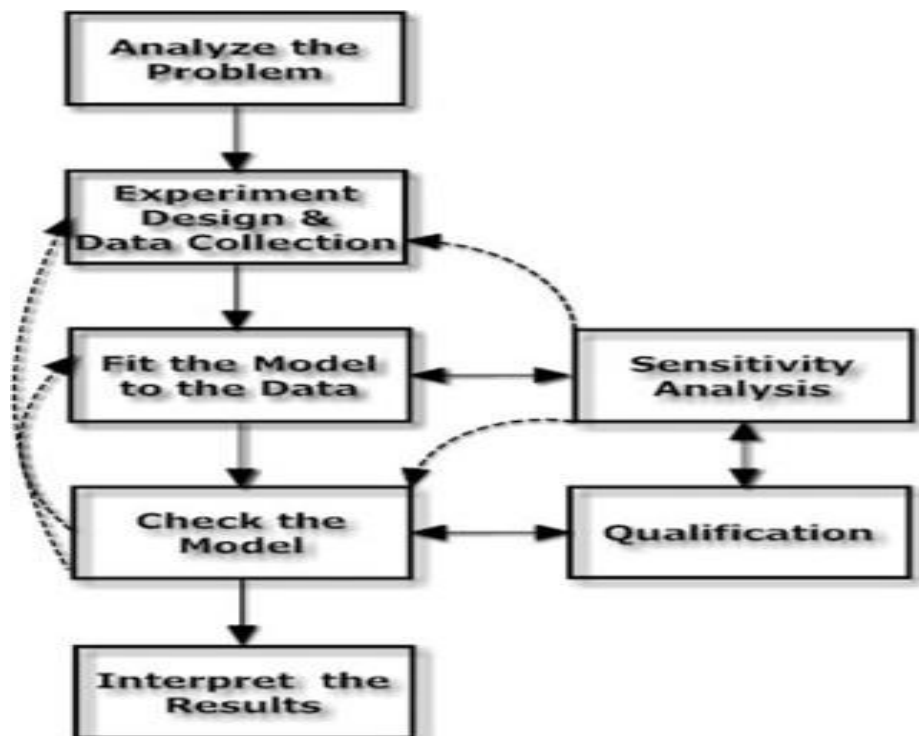 Analyze the
Problem
Experiment
Design &
Data Collection
Fit the Model
to the Data
Sensitivity
Analysis
Check the
Model
Qualification
Interpret the
Results